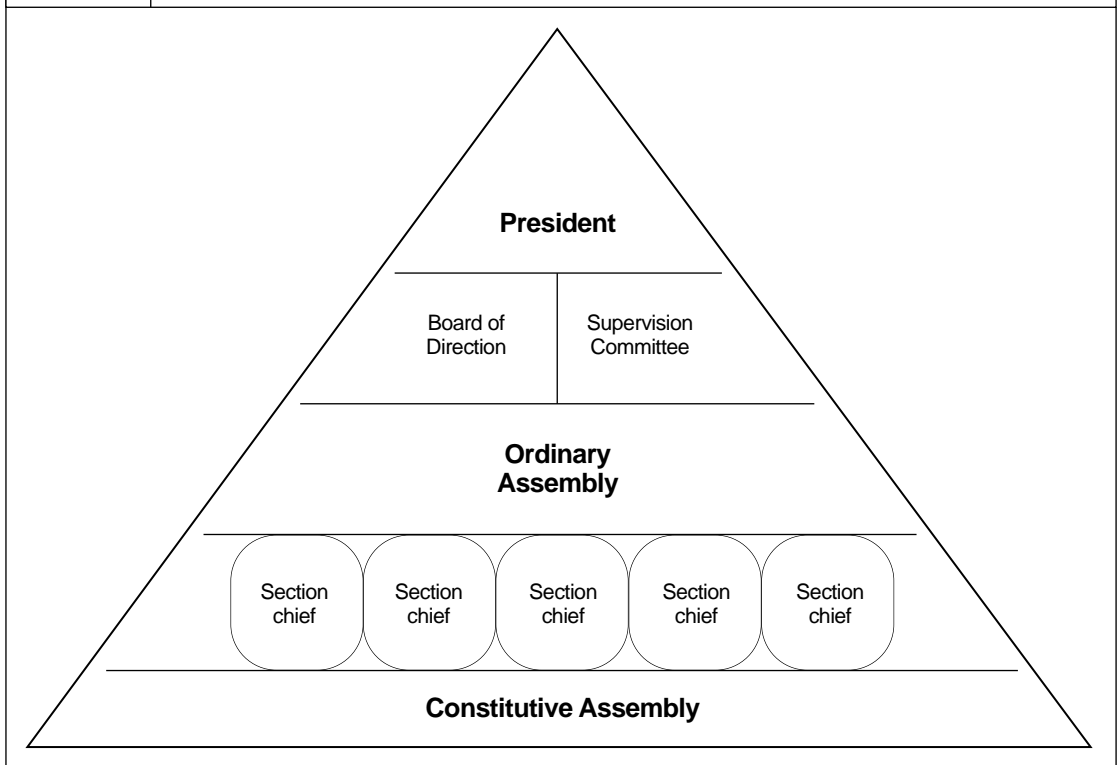 President
Board of
Direction
Supervision
Committee
Ordinary
Assembly
Section
chief
Section
chief
Section
chief
Section
chief
Section
chief
Constitutive Assembly